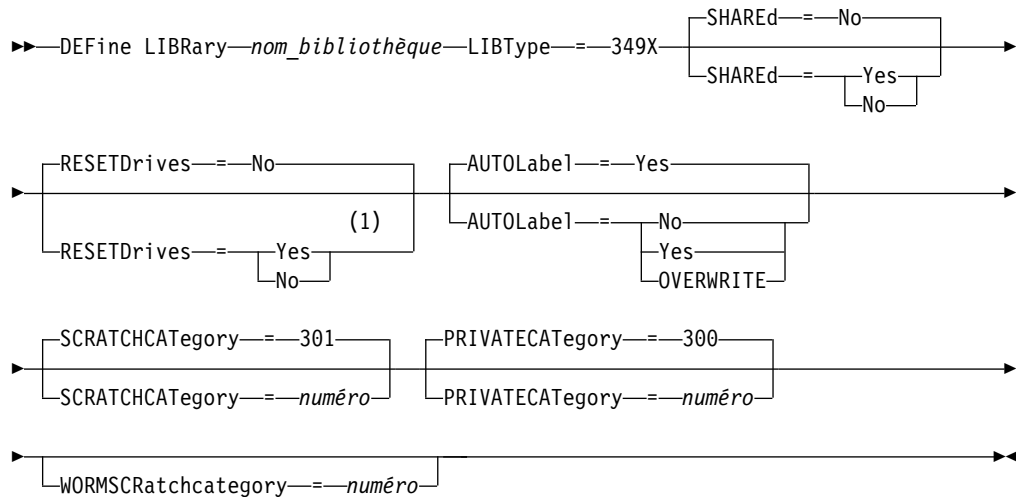 SHAREd = No
DEFine LIBRary nom_bibliothèque LIBType = 349X
SHAREd = Yes
No
RESETDrives = No
AUTOLabel = Yes
(1)
RESETDrives = Yes
No
AUTOLabel = No
Yes
OVERWRITE
SCRATCHCATegory = 301
PRIVATECATegory = 300
SCRATCHCATegory = numéro
PRIVATECATegory = numéro
WORMSCRatchcategory = numéro